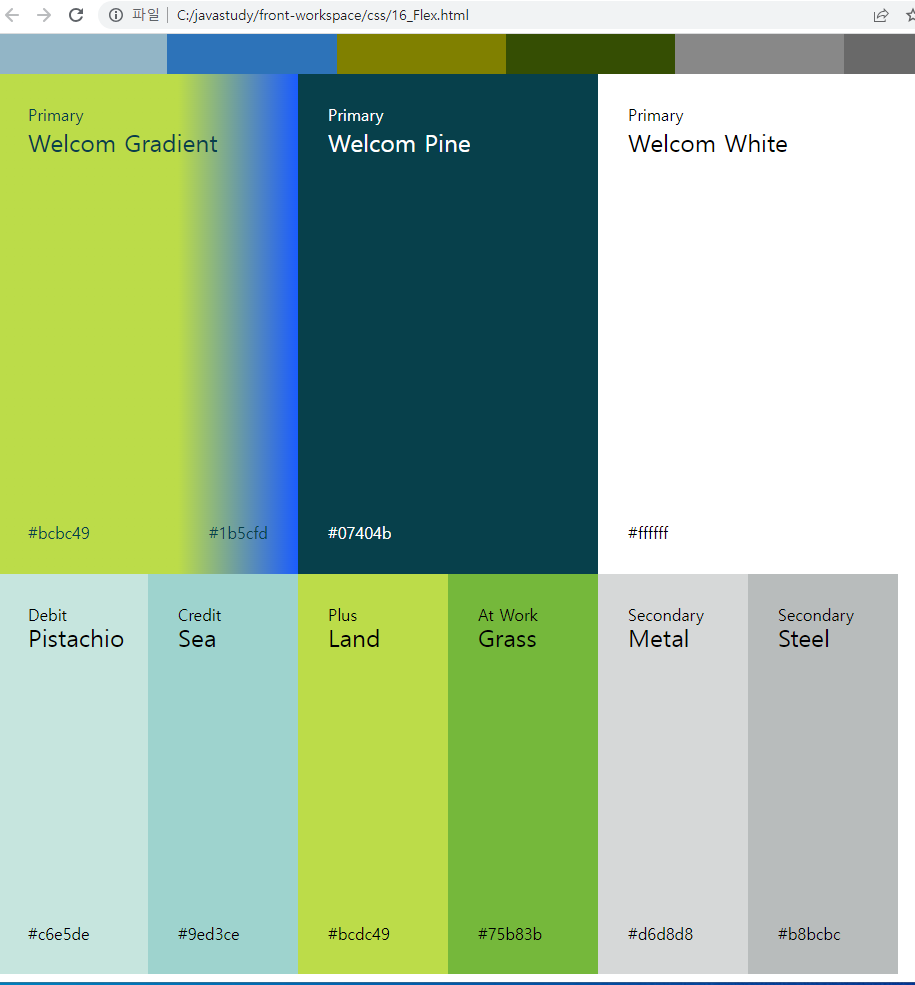 파일 C:/javastudy/front-workspace/css/16_Flex.html
Primary
Welcom Gradient
#bcbc49 #1b5cfd
Primary
Welcom Pine
#07404b
Primary
Welcom White
#ffffff
Debit
Pistachio
#c6e5de
Credit
Sea
#9ed3ce
Plus
Land
#bcdc49
At Work
Grass
#75b83b
Secondary
Metal
#d6d8d8
Secondary
Steel
#b8bcbc